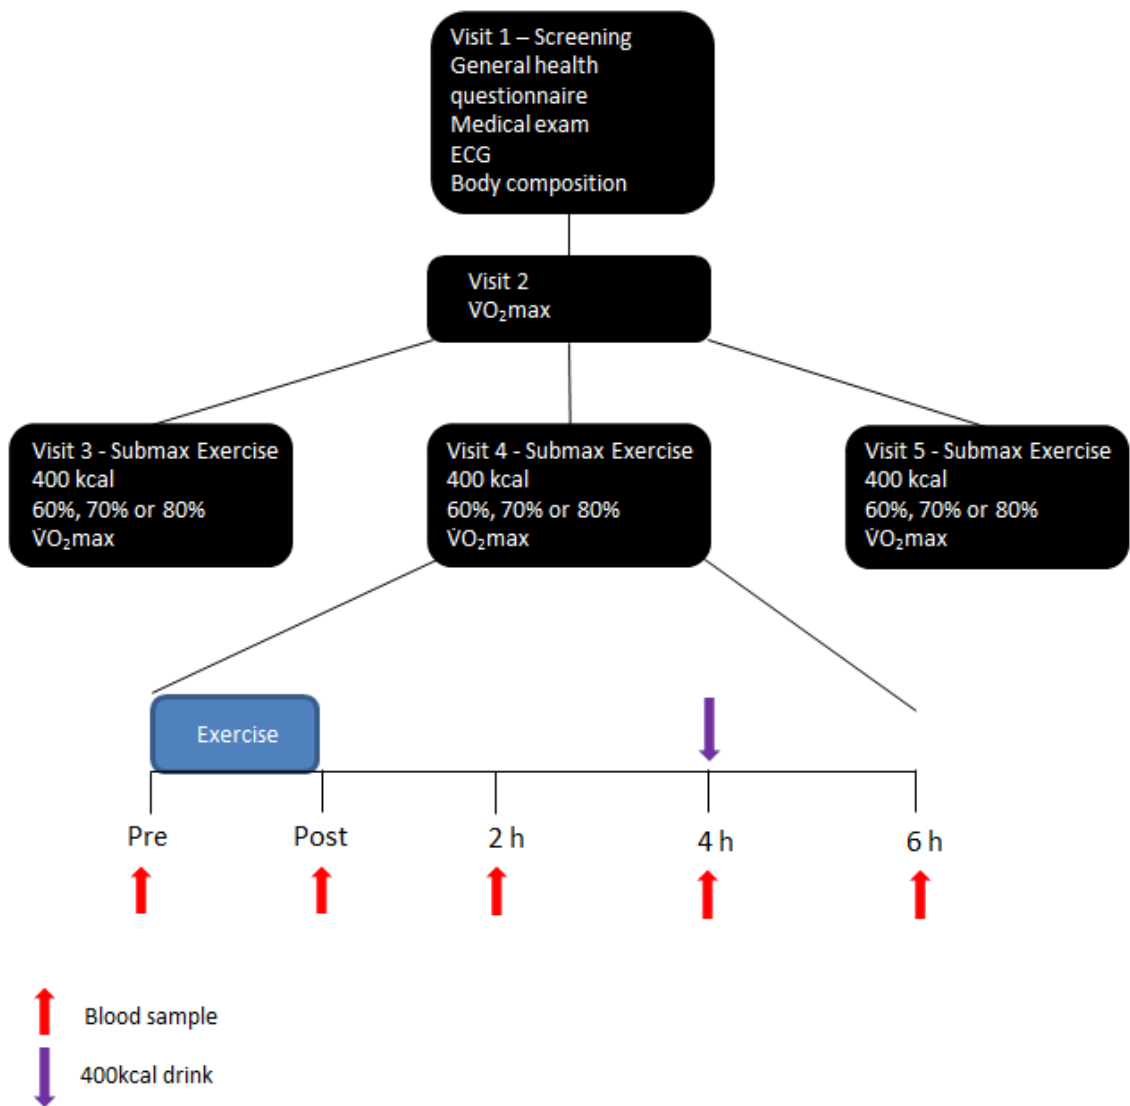 Visit 1 – Screening
General health
questionnaire
Medical exam
ECG
Body composition
Visit 2
V̇O₂max
Visit 3 - Submax Exercise
400 kcal
60%, 70% or 80%
V̇O₂max
Visit 4 - Submax Exercise
400 kcal
60%, 70% or 80%
V̇O₂max
Visit 5 - Submax Exercise
400 kcal
60%, 70% or 80%
V̇O₂max
Exercise
Pre
Post
2 h
4 h
6 h
Blood sample
400kcal drink